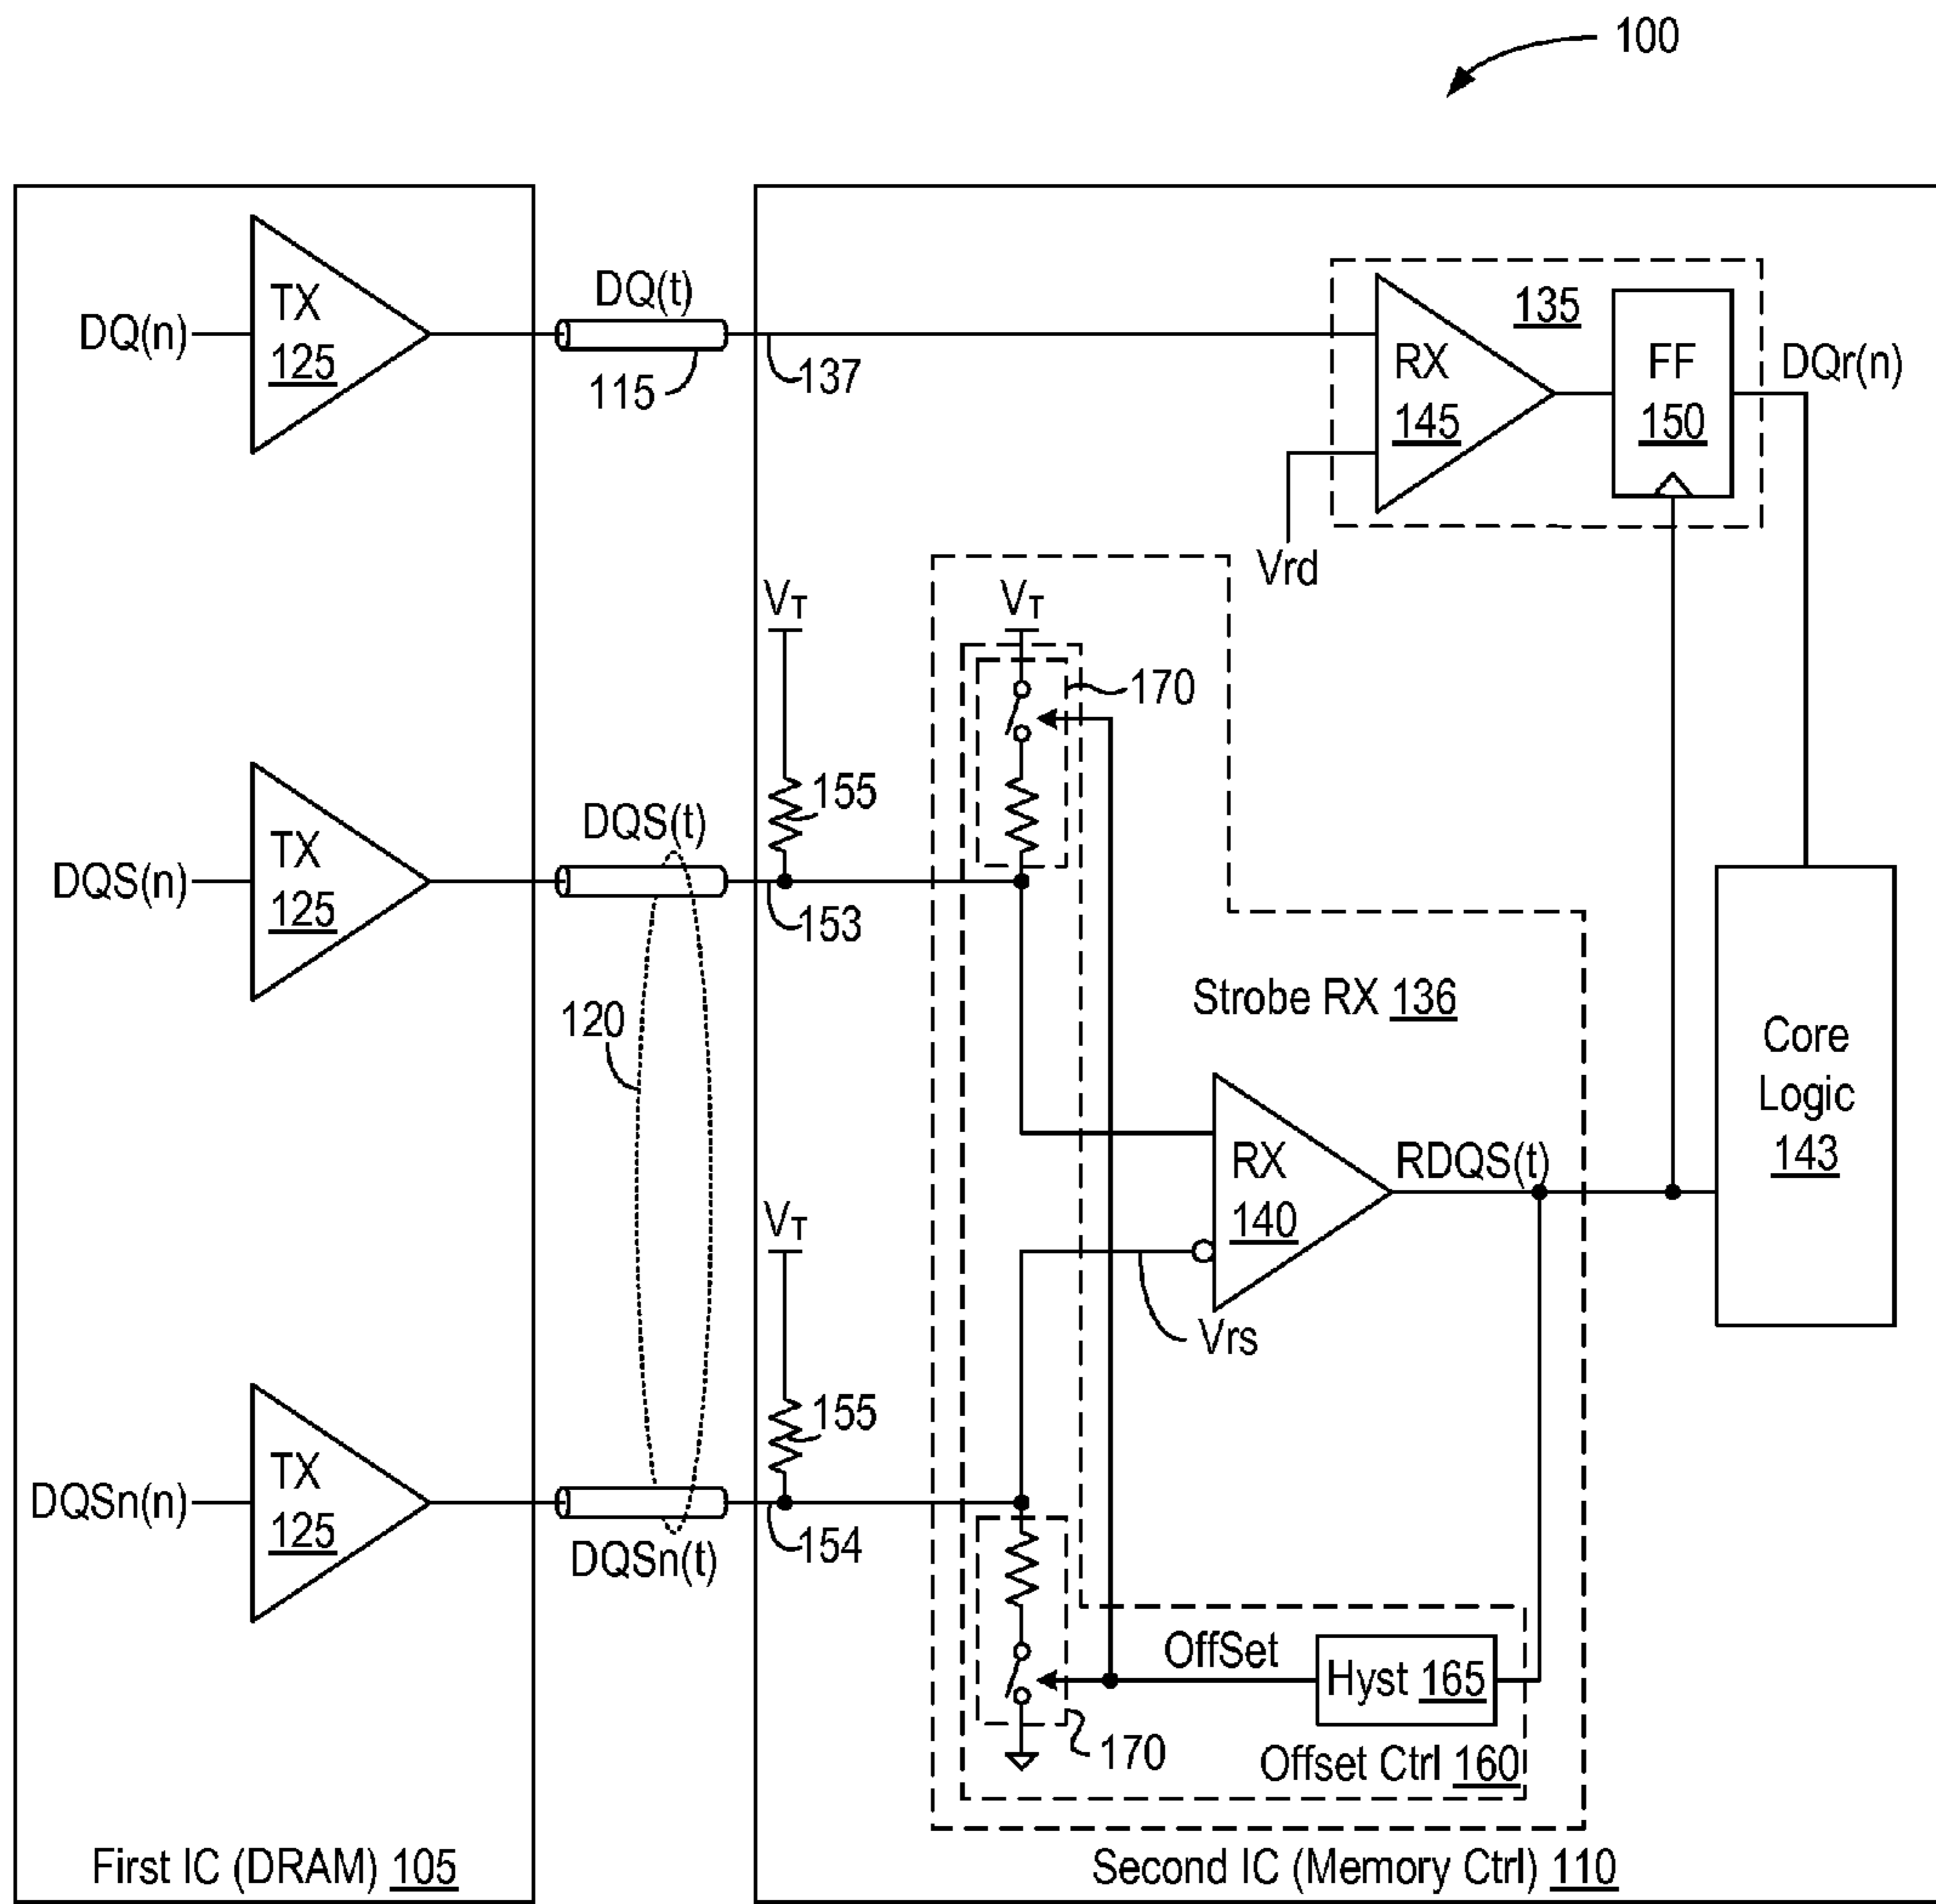 100
DQ(n)
TX
125
DQ(t)
115
137
RX
145
135
FF
150
DQr(n)
Vrd
VT
VT
170
155
DQS(n)
TX
125
DQS(t)
153
120
Strobe RX 136
Core
Logic
143
RX
140
RDQS(t)
Vrs
VT
155
DQSn(n)
TX
125
DQSn(t)
154
OffSet
Hyst 165
170
Offset Ctrl 160
First IC (DRAM) 105
Second IC (Memory Ctrl) 110